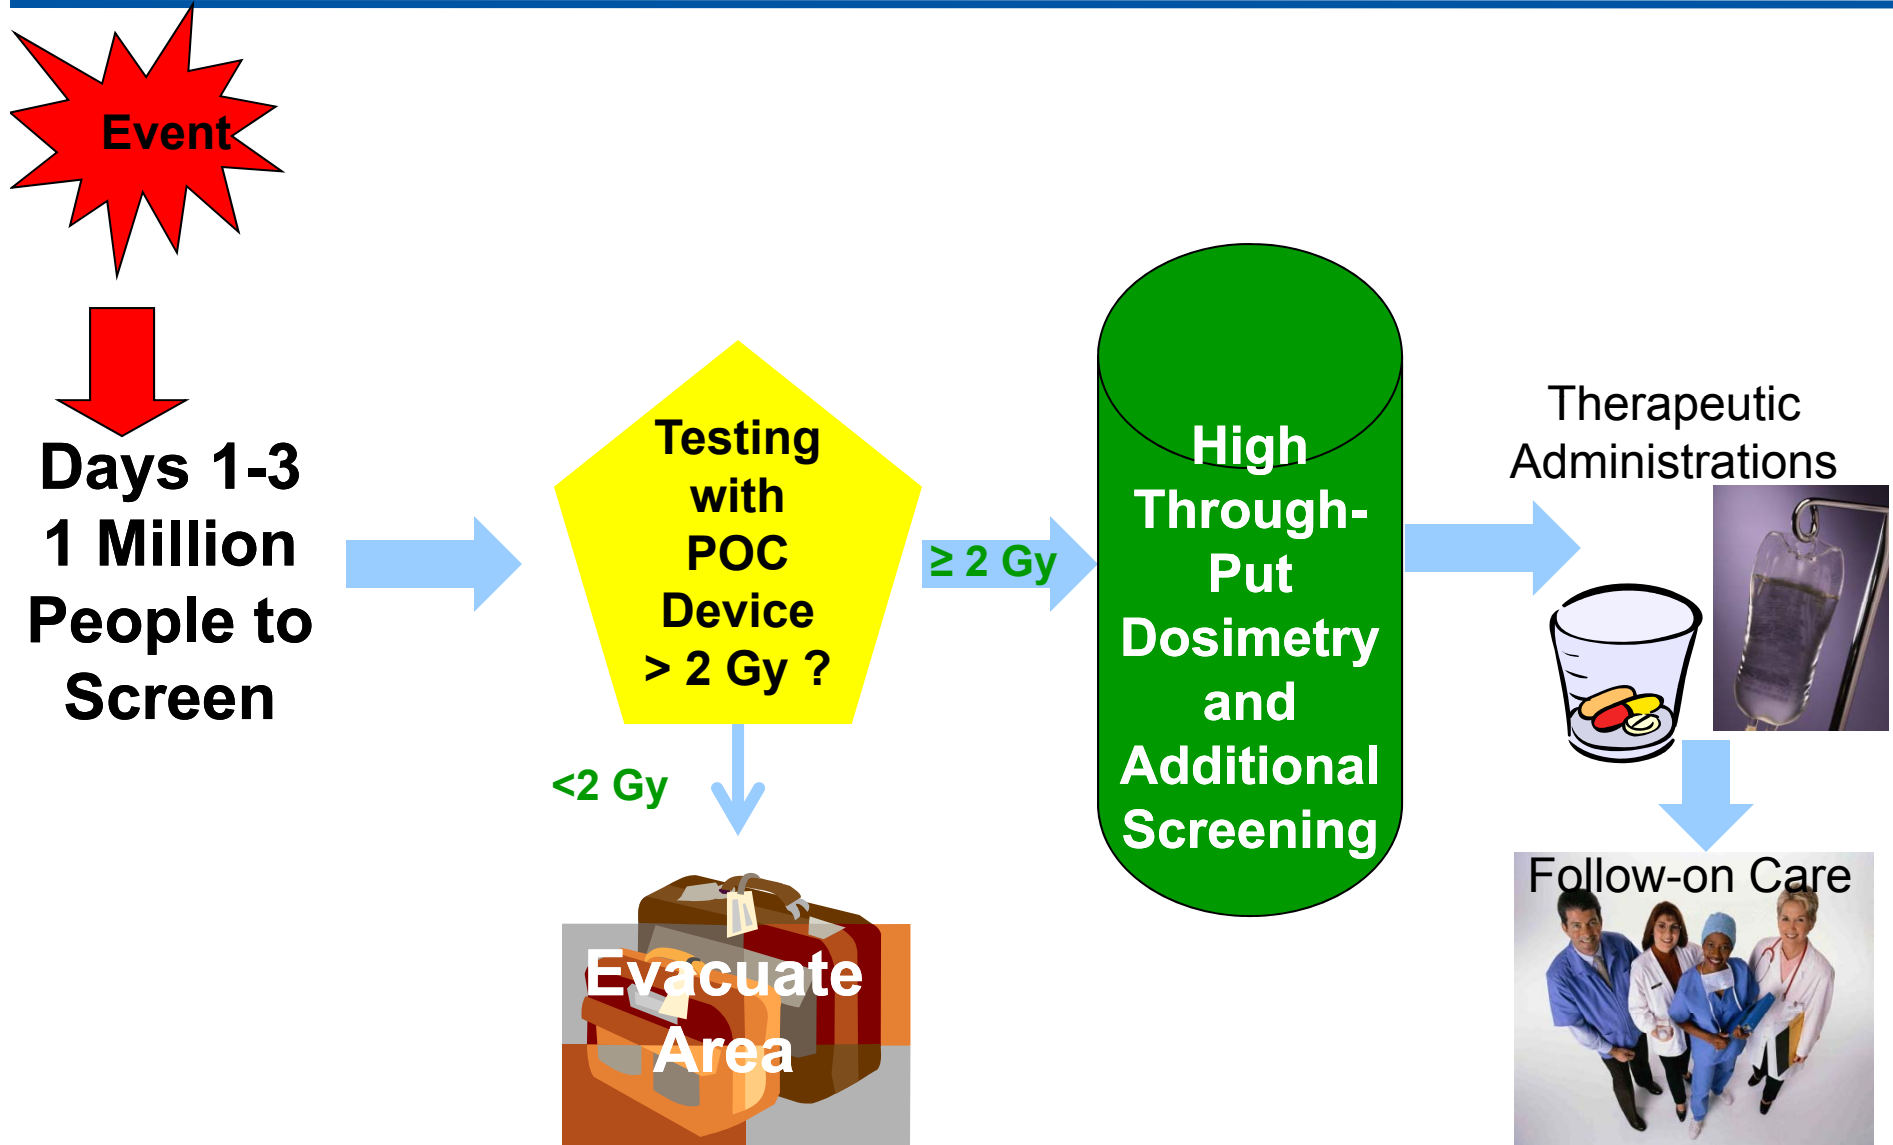 Event
Days 1-3
1 Million
People to
Screen
Testing
with
POC
Device
> 2 Gy ?
<2 Gy
Evacuate
Area
≥ 2 Gy
High
Through-
Put
Dosimetry
and
Additional
Screening
Therapeutic
Administrations
Follow-on Care